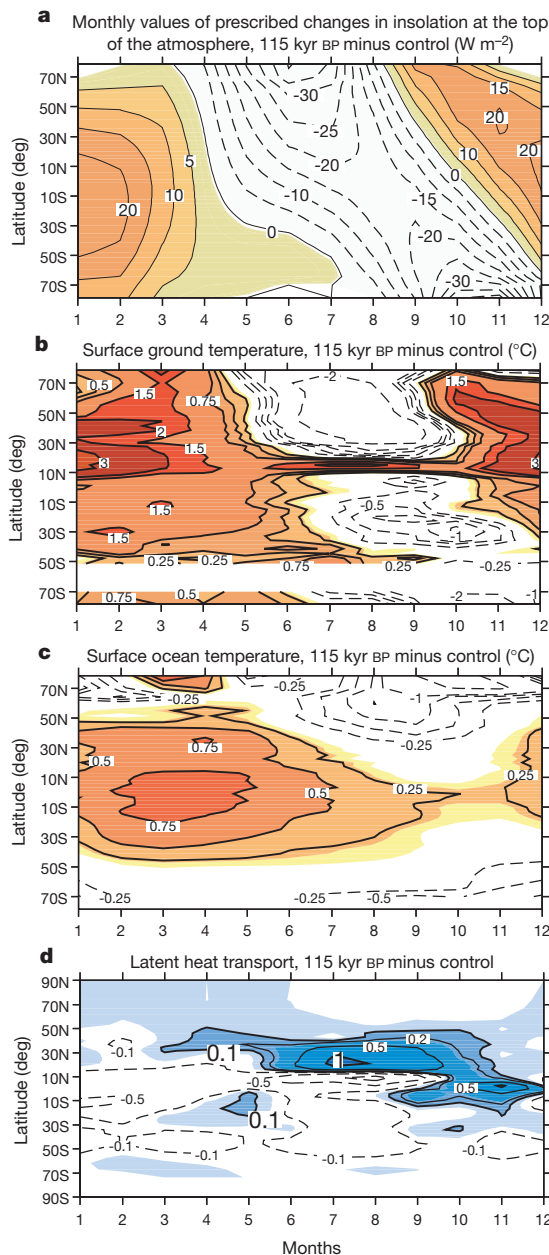 a Monthly values of prescribed changes in insolation at the top
of the atmosphere, 115 kyr BP minus control (W m–2)
70N
50N
30N
10N
10S
30S
50S
70S
Latitude (deg)
20
10
5
0
-10
-20
-25
-30
-15
-20
-30
0
10
15
20
20
1 2 3 4 5 6 7 8 9 10 11 12
b Surface ground temperature, 115 kyr BP minus control (°C)
70N
50N
30N
10N
10S
30S
50S
70S
Latitude (deg)
0.5
1.5
0.75
2
1.5
3
1.5
1.5
0.25
0.25
0.75
0.75
0.5
-2
-0.5
-1
-0.25
-2
-1
1.5
3
1 2 3 4 5 6 7 8 9 10 11 12
c Surface ocean temperature, 115 kyr BP minus control (°C)
70N
50N
30N
10N
10S
30S
50S
70S
Latitude (deg)
-0.25
-0.25
-1
-0.25
0.75
0.5
0.5
0.25
0.25
0.75
-0.25
-0.25
-0.5
1 2 3 4 5 6 7 8 9 10 11 12
d Latent heat transport, 115 kyr BP minus control
90N
70N
50N
30N
10N
10S
30S
50S
70S
90S
Latitude (deg)
-0.1
0.1
0.5
0.2
1
-0.5
0.5
-0.5
0.1
-0.1
-0.1
-0.1
-0.1
1 2 3 4 5 6 7 8 9 10 11 12
Months